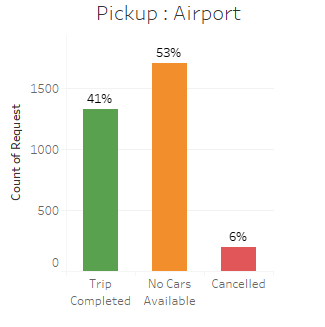 Pickup : Airport
Count of Request
1500
1000
500
0
41%
53%
6%
Trip
Completed
No Cars
Available
Cancelled